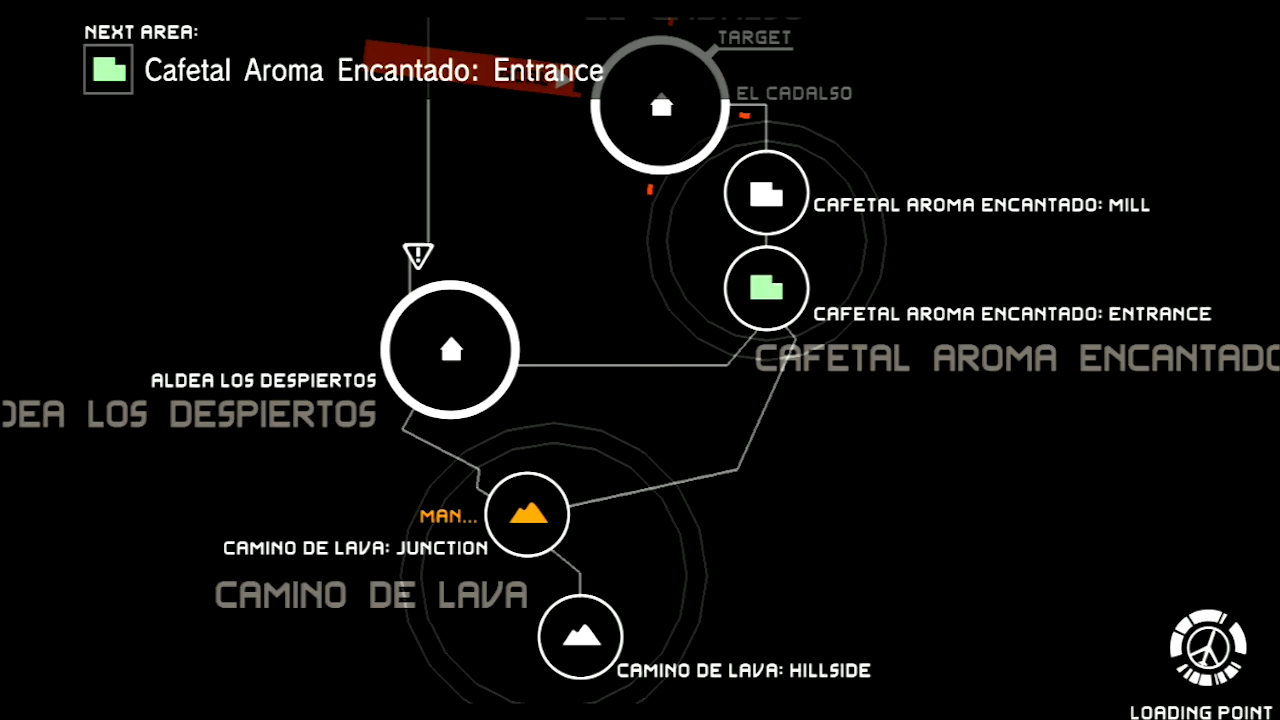 NEXT AREA:
Cafetal Aroma Encantado: Entrance
TARGET
EL CADALSO
CAFETAL AROMA ENCANTADO: MILL
CAFETAL AROMA ENCANTADO: ENTRANCE
CAFETAL AROMA ENCANTADO
ALDEA LOS DESPIERTOS
DEA LOS DESPIERTOS
MAN...
CAMINO DE LAVA: JUNCTION
CAMINO DE LAVA
CAMINO DE LAVA: HILLSIDE
LOADING POINT